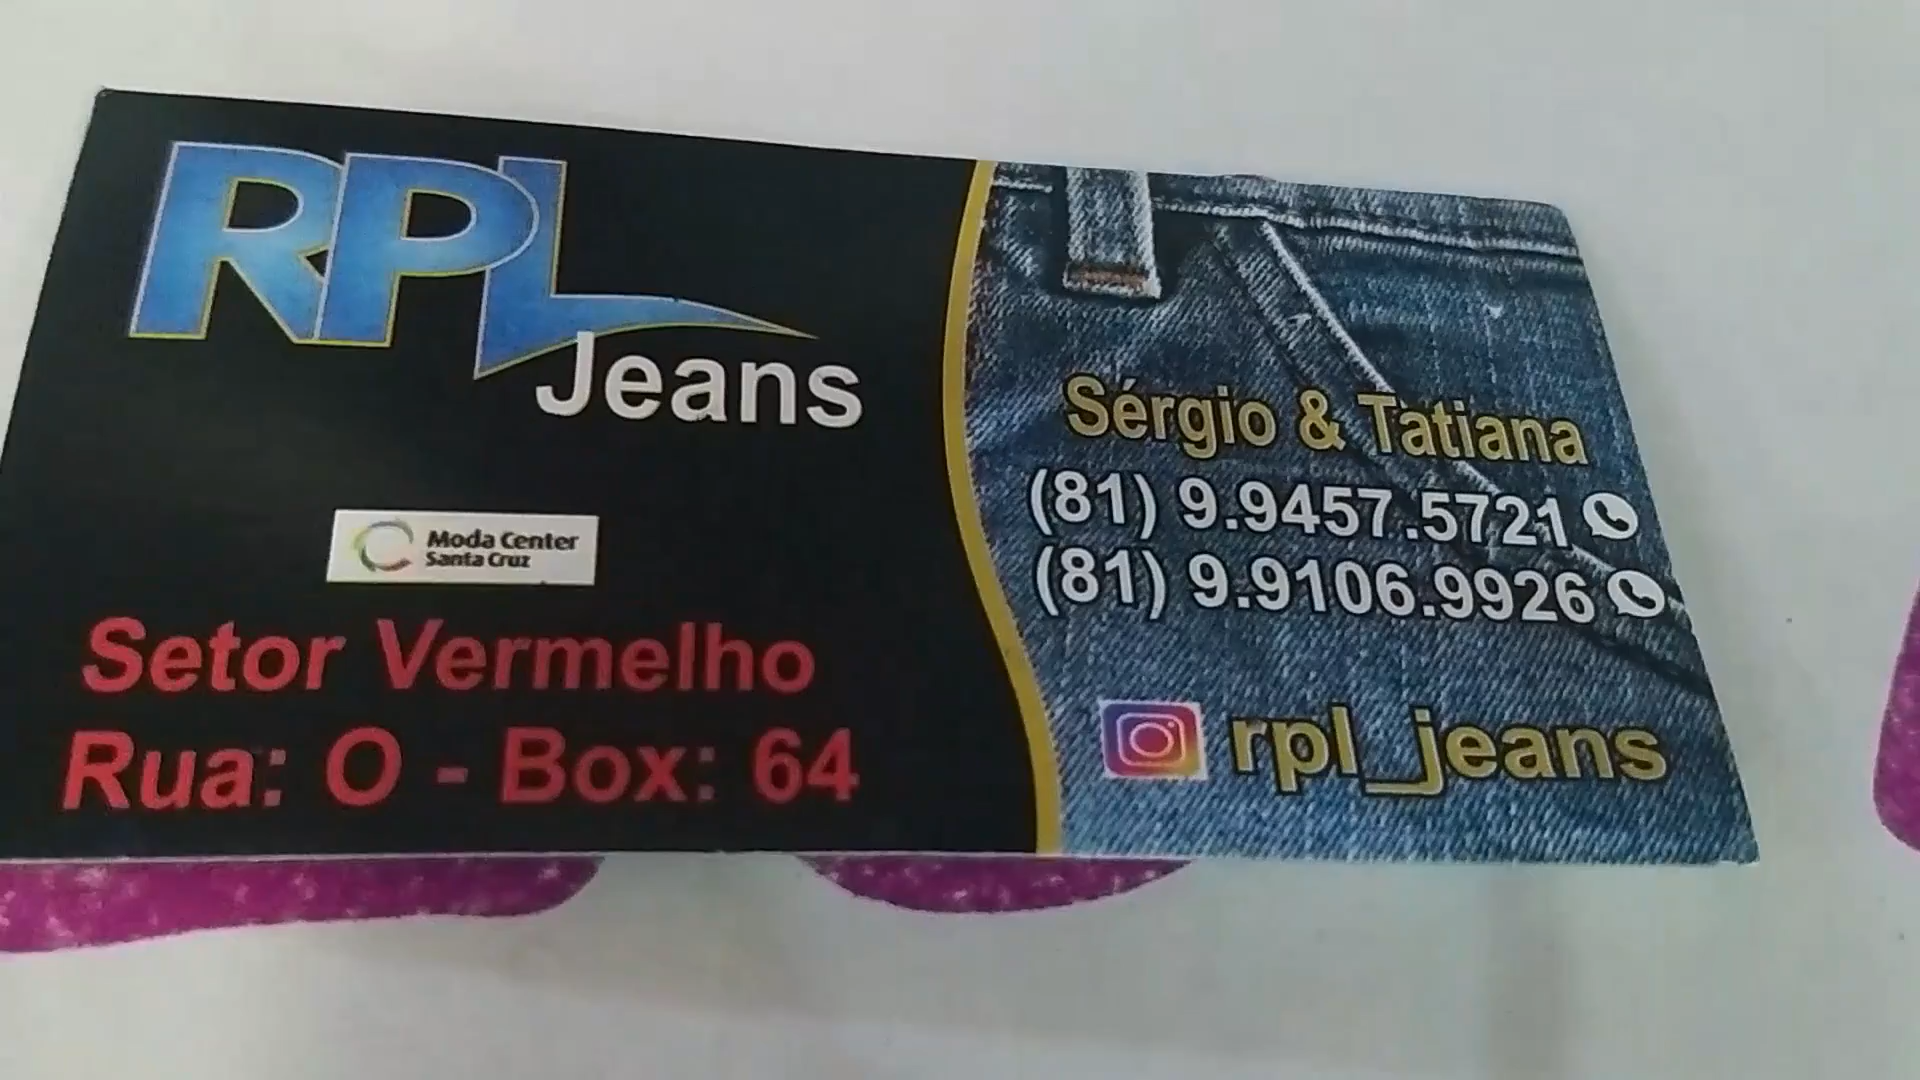 RPL
Jeans
Moda Center
Santa Cruz
Setor Vermelho
Rua: O - Box: 64
Sérgio & Tatiana
(81) 9.9457.5721
(81) 9.9106.9926
rpl_jeans